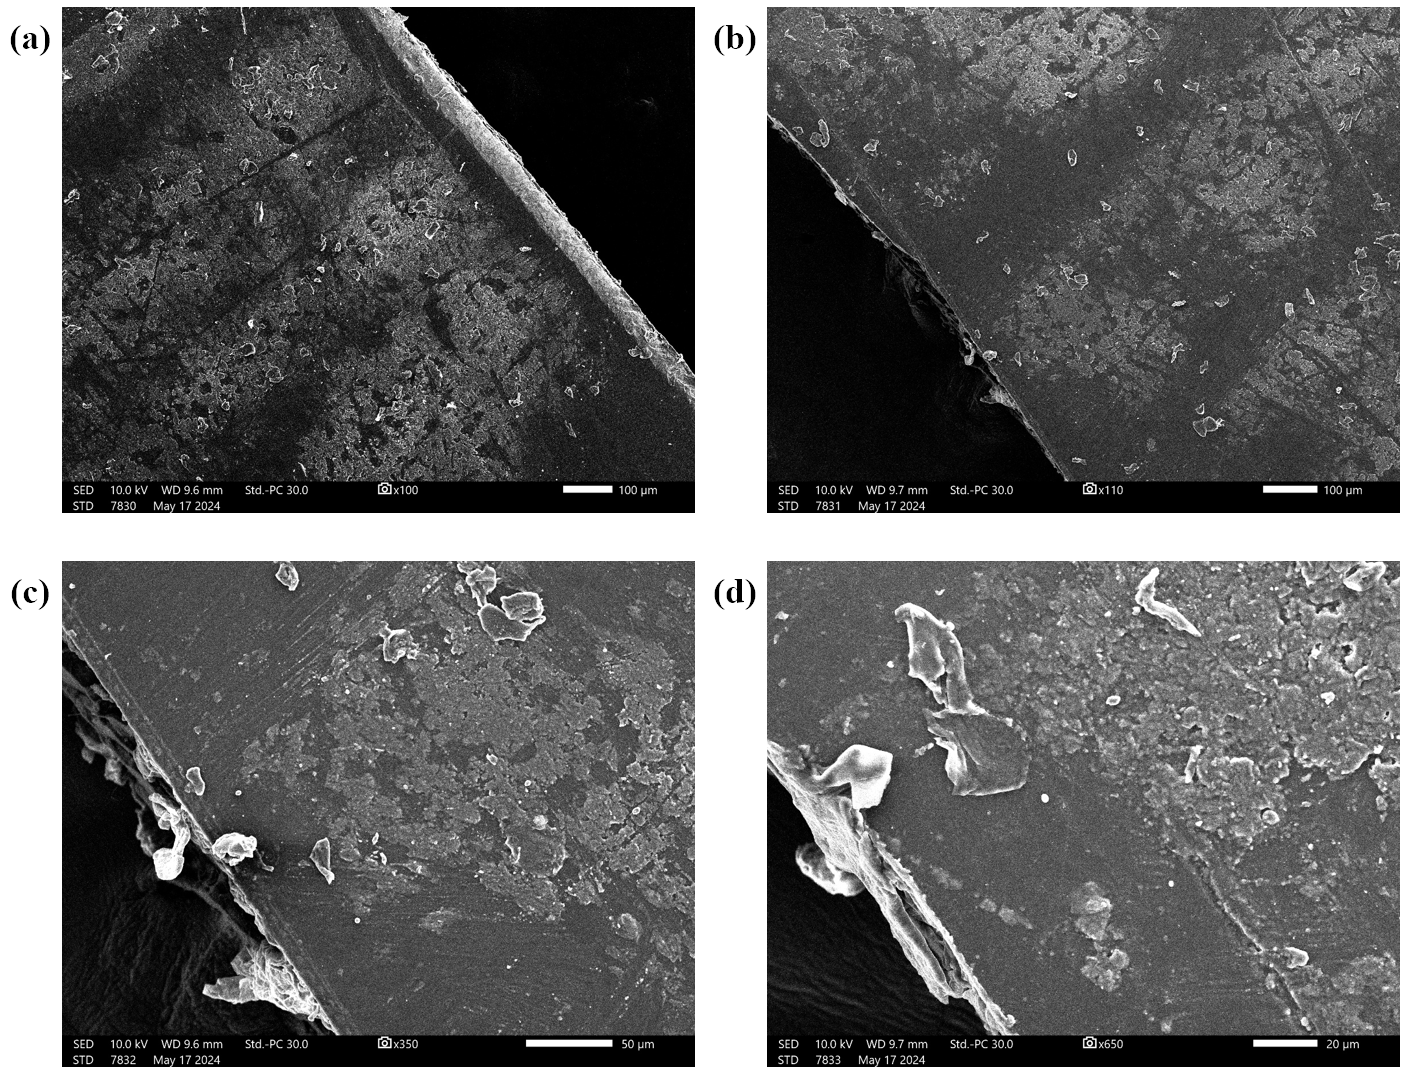 (a)
SED 10.0 kV WD 9.6 mm Std.-PC 30.0 x100 100 µm
STD 7830 May 17 2024
(b)
SED 10.0 kV WD 9.7 mm Std.-PC 30.0 x110 100 µm
STD 7831 May 17 2024
(c)
SED 10.0 kV WD 9.6 mm Std.-PC 30.0 x350 50 µm
STD 7832 May 17 2024
(d)
SED 10.0 kV WD 9.7 mm Std.-PC 30.0 x650 20 µm
STD 7833 May 17 2024